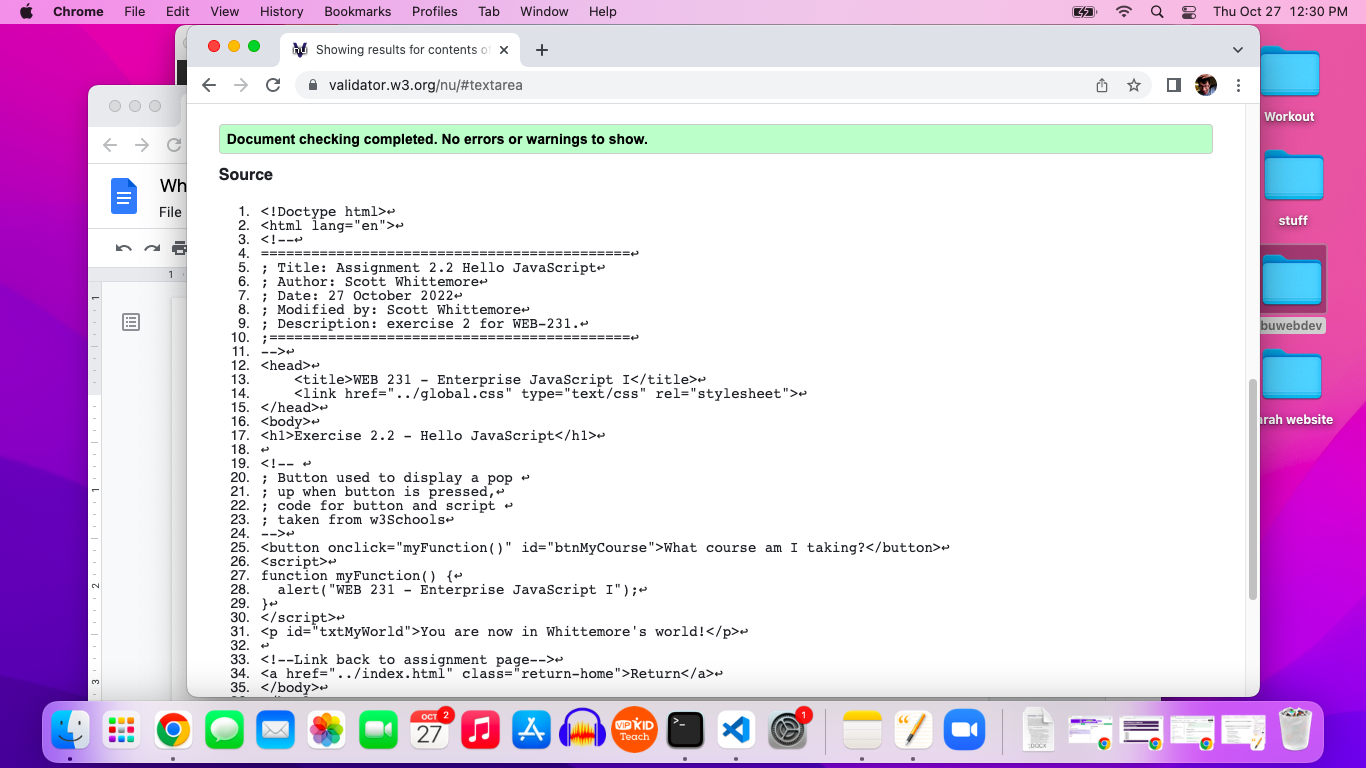 Chrome File Edit View History Bookmarks Profiles Tab Window Help Thu Oct 27 12:30 PM
Showing results for contents of
validator.w3.org/nu/#textarea
Document checking completed. No errors or warnings to show.
Source
1. <!Doctype html>↩
2. <html lang="en">↩
3. <!--↩
4. ============================================↩
5. ; Title: Assignment 2.2 Hello JavaScript↩
6. ; Author: Scott Whittemore↩
7. ; Date: 27 October 2022↩
8. ; Modified by: Scott Whittemore↩
9. ; Description: exercise 2 for WEB-231.↩
10. ;===========================================↩
11. -->↩
12. <head>↩
13.     <title>WEB 231 - Enterprise JavaScript I</title>↩
14.     <link href="../global.css" type="text/css" rel="stylesheet">↩
15. </head>↩
16. <body>↩
17. <h1>Exercise 2.2 - Hello JavaScript</h1>↩
18. ↩
19. <!-- ↩
20. ; Button used to display a pop ↩
21. ; up when button is pressed,↩
22. ; code for button and script ↩
23. ; taken from w3Schools↩
24. -->↩
25. <button onclick="myFunction()" id="btnMyCourse">What course am I taking?</button>↩
26. <script>↩
27. function myFunction() {↩
28.   alert("WEB 231 - Enterprise JavaScript I");↩
29. }↩
30. </script>↩
31. <p id="txtMyWorld">You are now in Whittemore's world!</p>↩
32. ↩
33. <!--Link back to assignment page-->↩
34. <a href="../index.html" class="return-home">Return</a>↩
35. </body>↩
Wh
File
1
1
1
2
3
Workout
stuff
buwebdev
rah website
OCT 2
27
VIPKID
Teach
>_
1
.DOCX